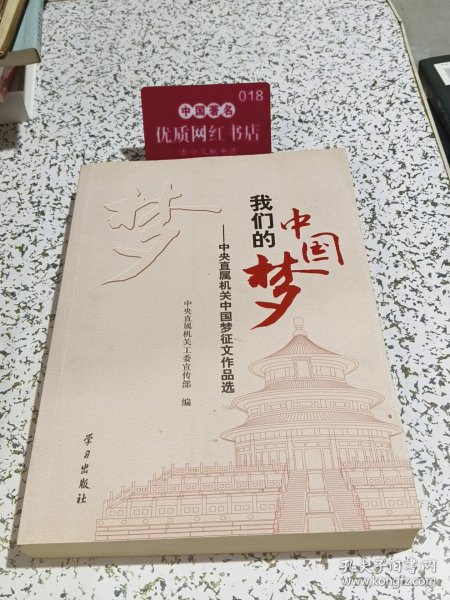 018
中国著名
优质网红书店
梦
我们的
中国梦
——中央直属机关中国梦征文作品选
中央直属机关工委宣传部 编
学习出版社
孔夫子旧书网